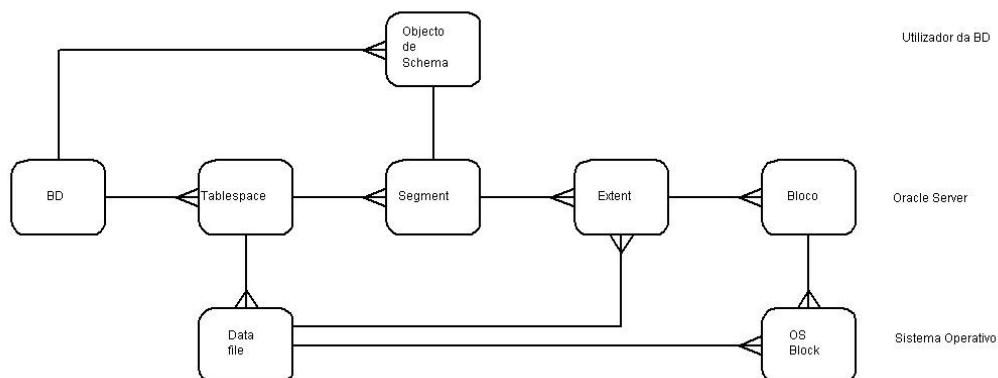 Objecto
de
Schema
Utilizador da BD
BD
Tablespace
Segment
Extent
Bloco
Oracle Server
Data
file
OS
Block
Sistema Operativo